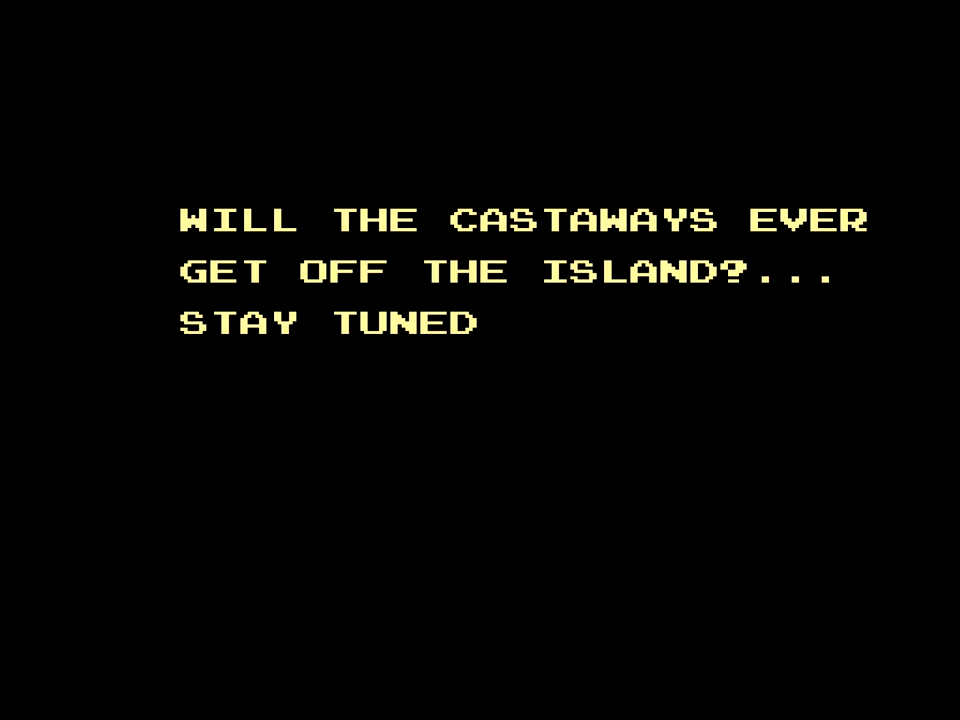 WILL THE CASTAWAYS EVER
GET OFF THE ISLAND?...
STAY TUNED